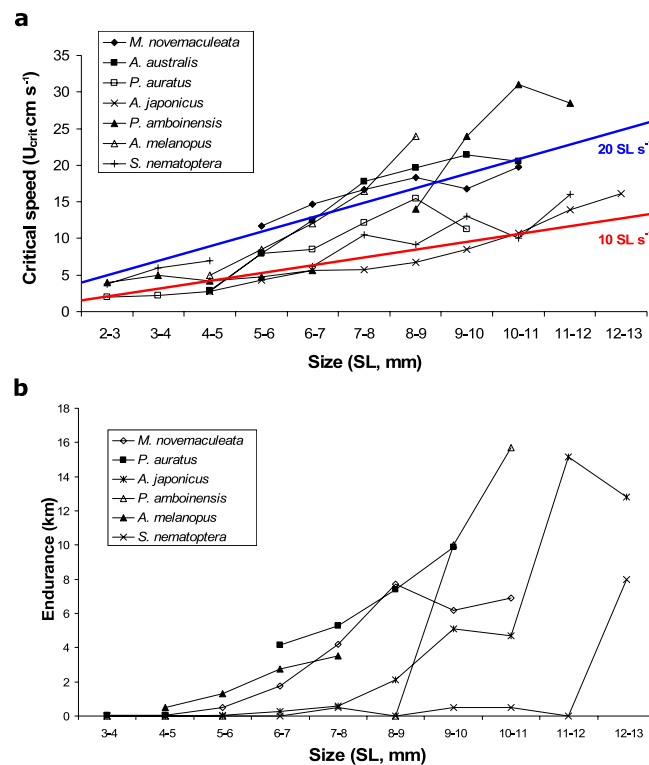 a
M. novemaculeata
A. australis
P. auratus
A. japonicus
P. amboinensis
A. melanopus
S. nematoptera
Critical speed (Ucrit cm s-1)
40
35
30
25
20
15
10
5
0
20 SL s-
10 SL s-
2-3 3-4 4-5 5-6 6-7 7-8 8-9 9-10 10-11 11-12 12-13
Size (SL, mm)
b
M. novemaculeata
P. auratus
A. japonicus
P. amboinensis
A. melanopus
S. nematoptera
Endurance (km)
18
16
14
12
10
8
6
4
2
0
3-4 4-5 5-6 6-7 7-8 8-9 9-10 10-11 11-12 12-13
Size (SL, mm)